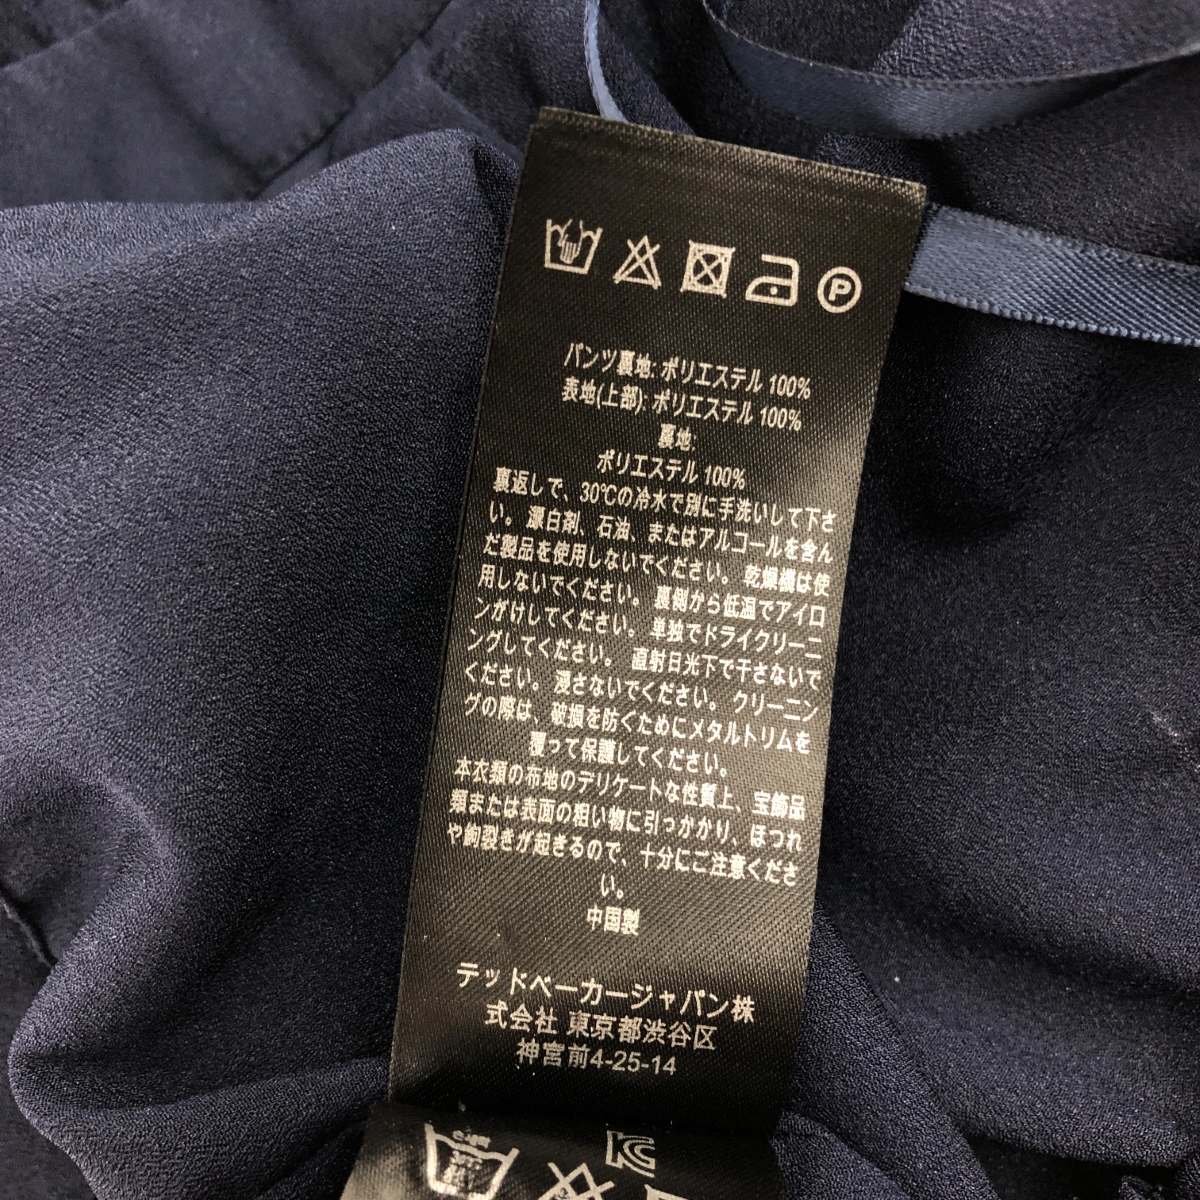 P
パンツ裏地: ポリエステル 100%
表地(上部): ポリエステル 100%
裏地:
ポリエステル 100%
裏返しで、30℃の冷水で別に手洗いして下さ
い。 漂白剤、石油、またはアルコールを含ん
だ製品を使用しないでください。 乾燥機は使
用しないでください。 裏側から低温でアイロ
ンがけしてください。 単独でドライクリーニ
ングしてください。 直射日光下で干さないで
ください。 浸さないでください。 クリーニン
グの際は、破損を防ぐためにメタルトリムを
覆って保護してください。
本衣類の布地のデリケートな性質上、宝飾品
類または表面の粗い物に引っかかり、ほつれ
や鉤裂きが起きるので、十分にご注意くださ
い。
中国製
テッドベーカージャパン株
式会社 東京都渋谷区
神宮前4-25-14